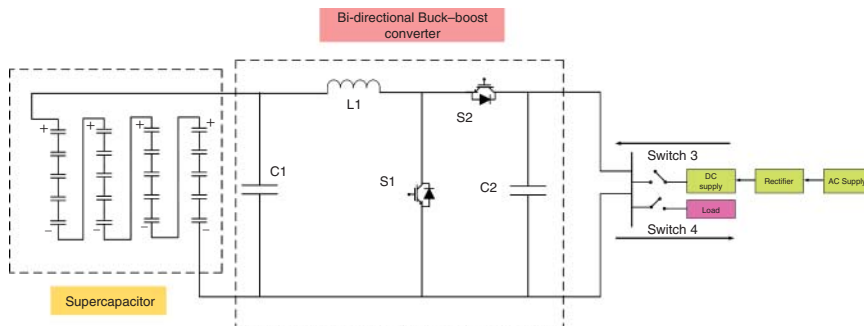 Bi-directional Buck–boost
converter
L1
S2
C1
S1
C2
+
+
+
+
−
−
−
−
Supercapacitor
Switch 3
DC
supply
Rectifier
AC Supply
Load
Switch 4